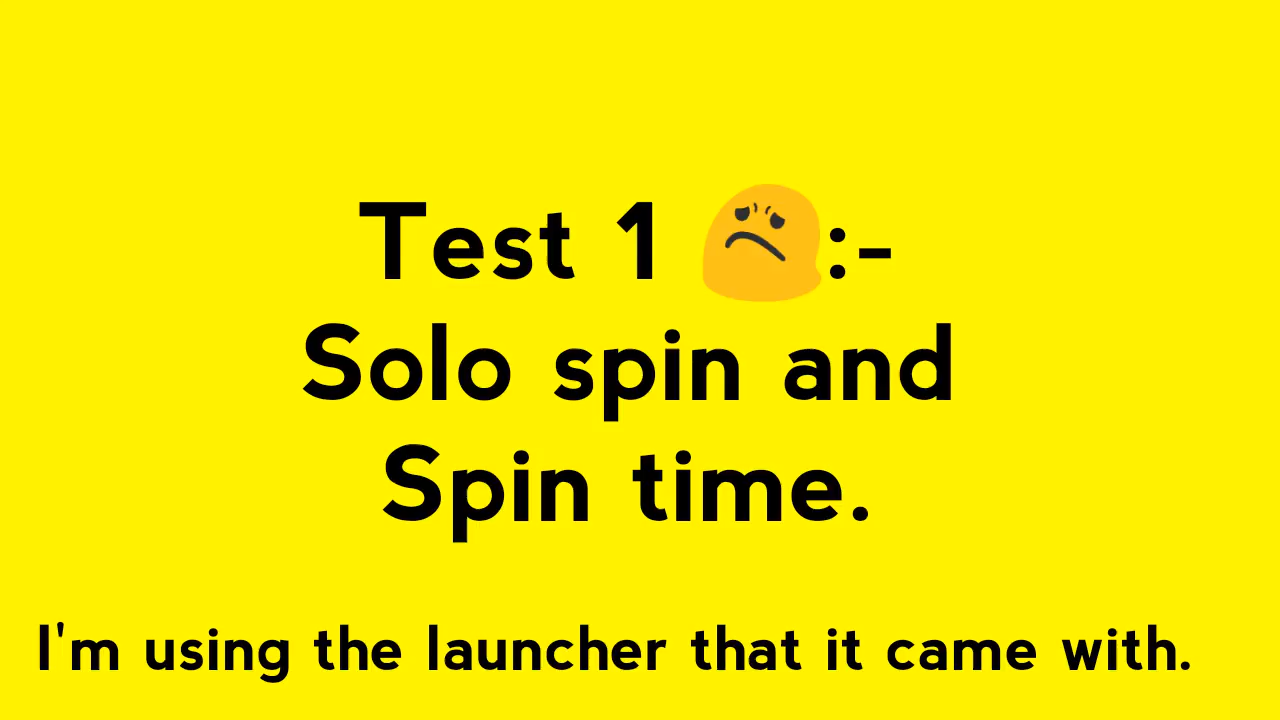 Test 1 😟:-
Solo spin and
Spin time.
I'm using the launcher that it came with.